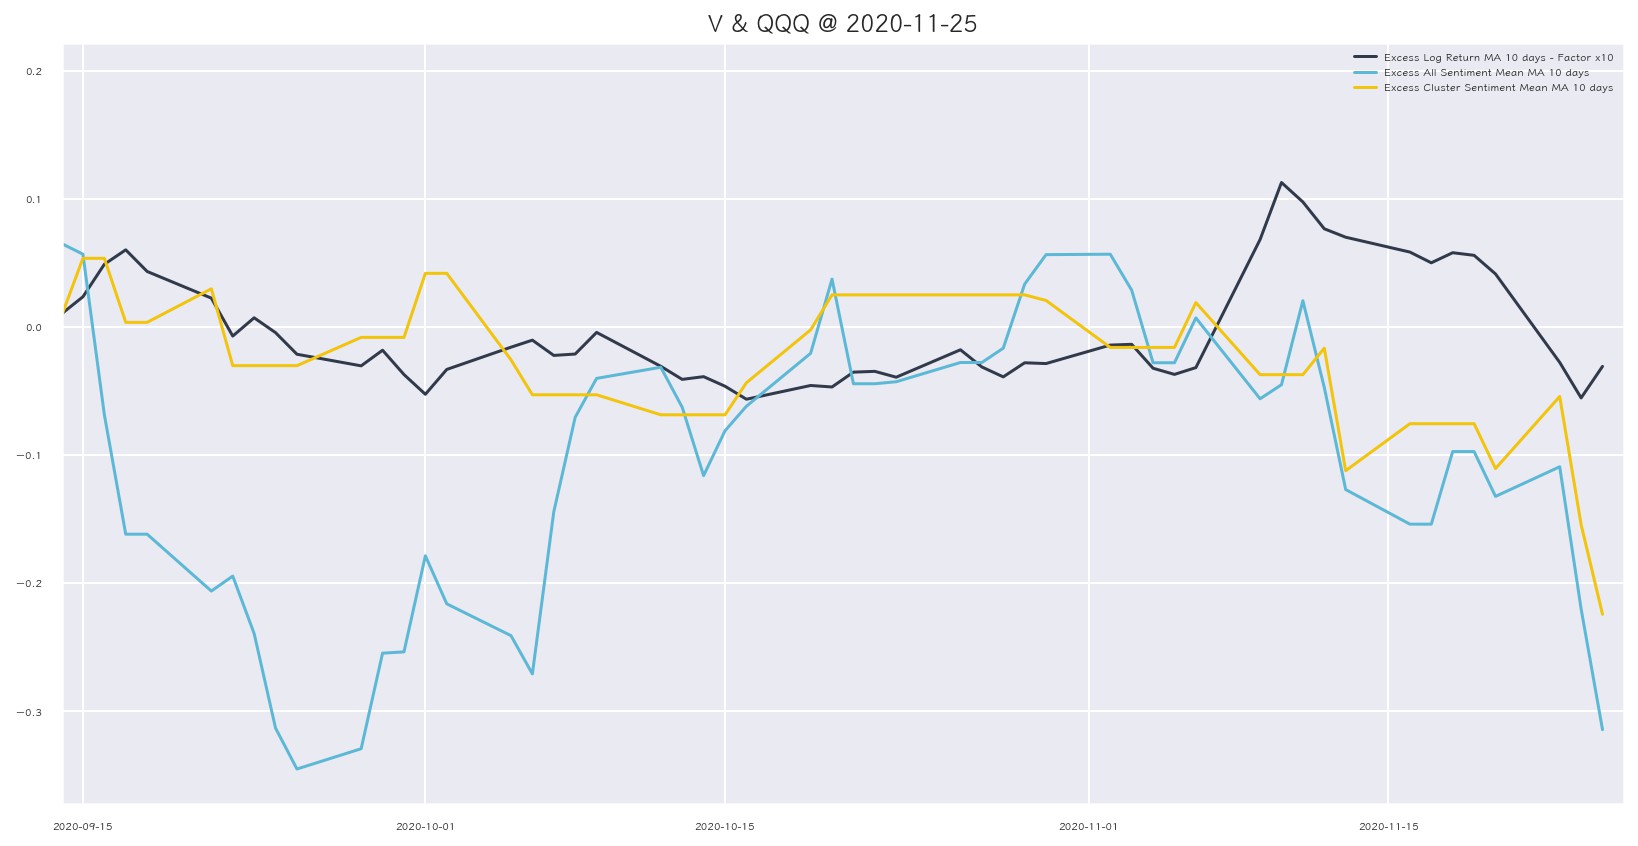 V & QQQ @ 2020-11-25
Excess Log Return MA 10 days - Factor x10
Excess All Sentiment Mean MA 10 days
Excess Cluster Sentiment Mean MA 10 days
0.2
0.1
0.0
−0.1
−0.2
−0.3
2020-09-15 2020-10-01 2020-10-15 2020-11-01 2020-11-15